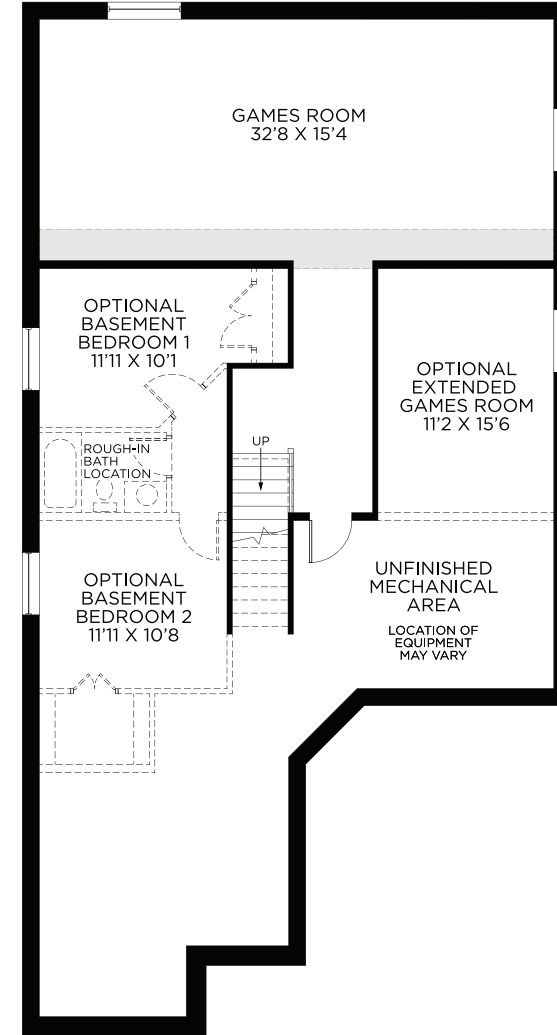 GAMES ROOM
32'8 X 15'4
OPTIONAL
BASEMENT
BEDROOM 1
11'11 X 10'1
OPTIONAL
EXTENDED
GAMES ROOM
11'2 X 15'6
ROUGH-IN
BATH
LOCATION
UP
OPTIONAL
BASEMENT
BEDROOM 2
11'11 X 10'8
UNFINISHED
MECHANICAL
AREA
LOCATION OF
EQUIPMENT
MAY VARY